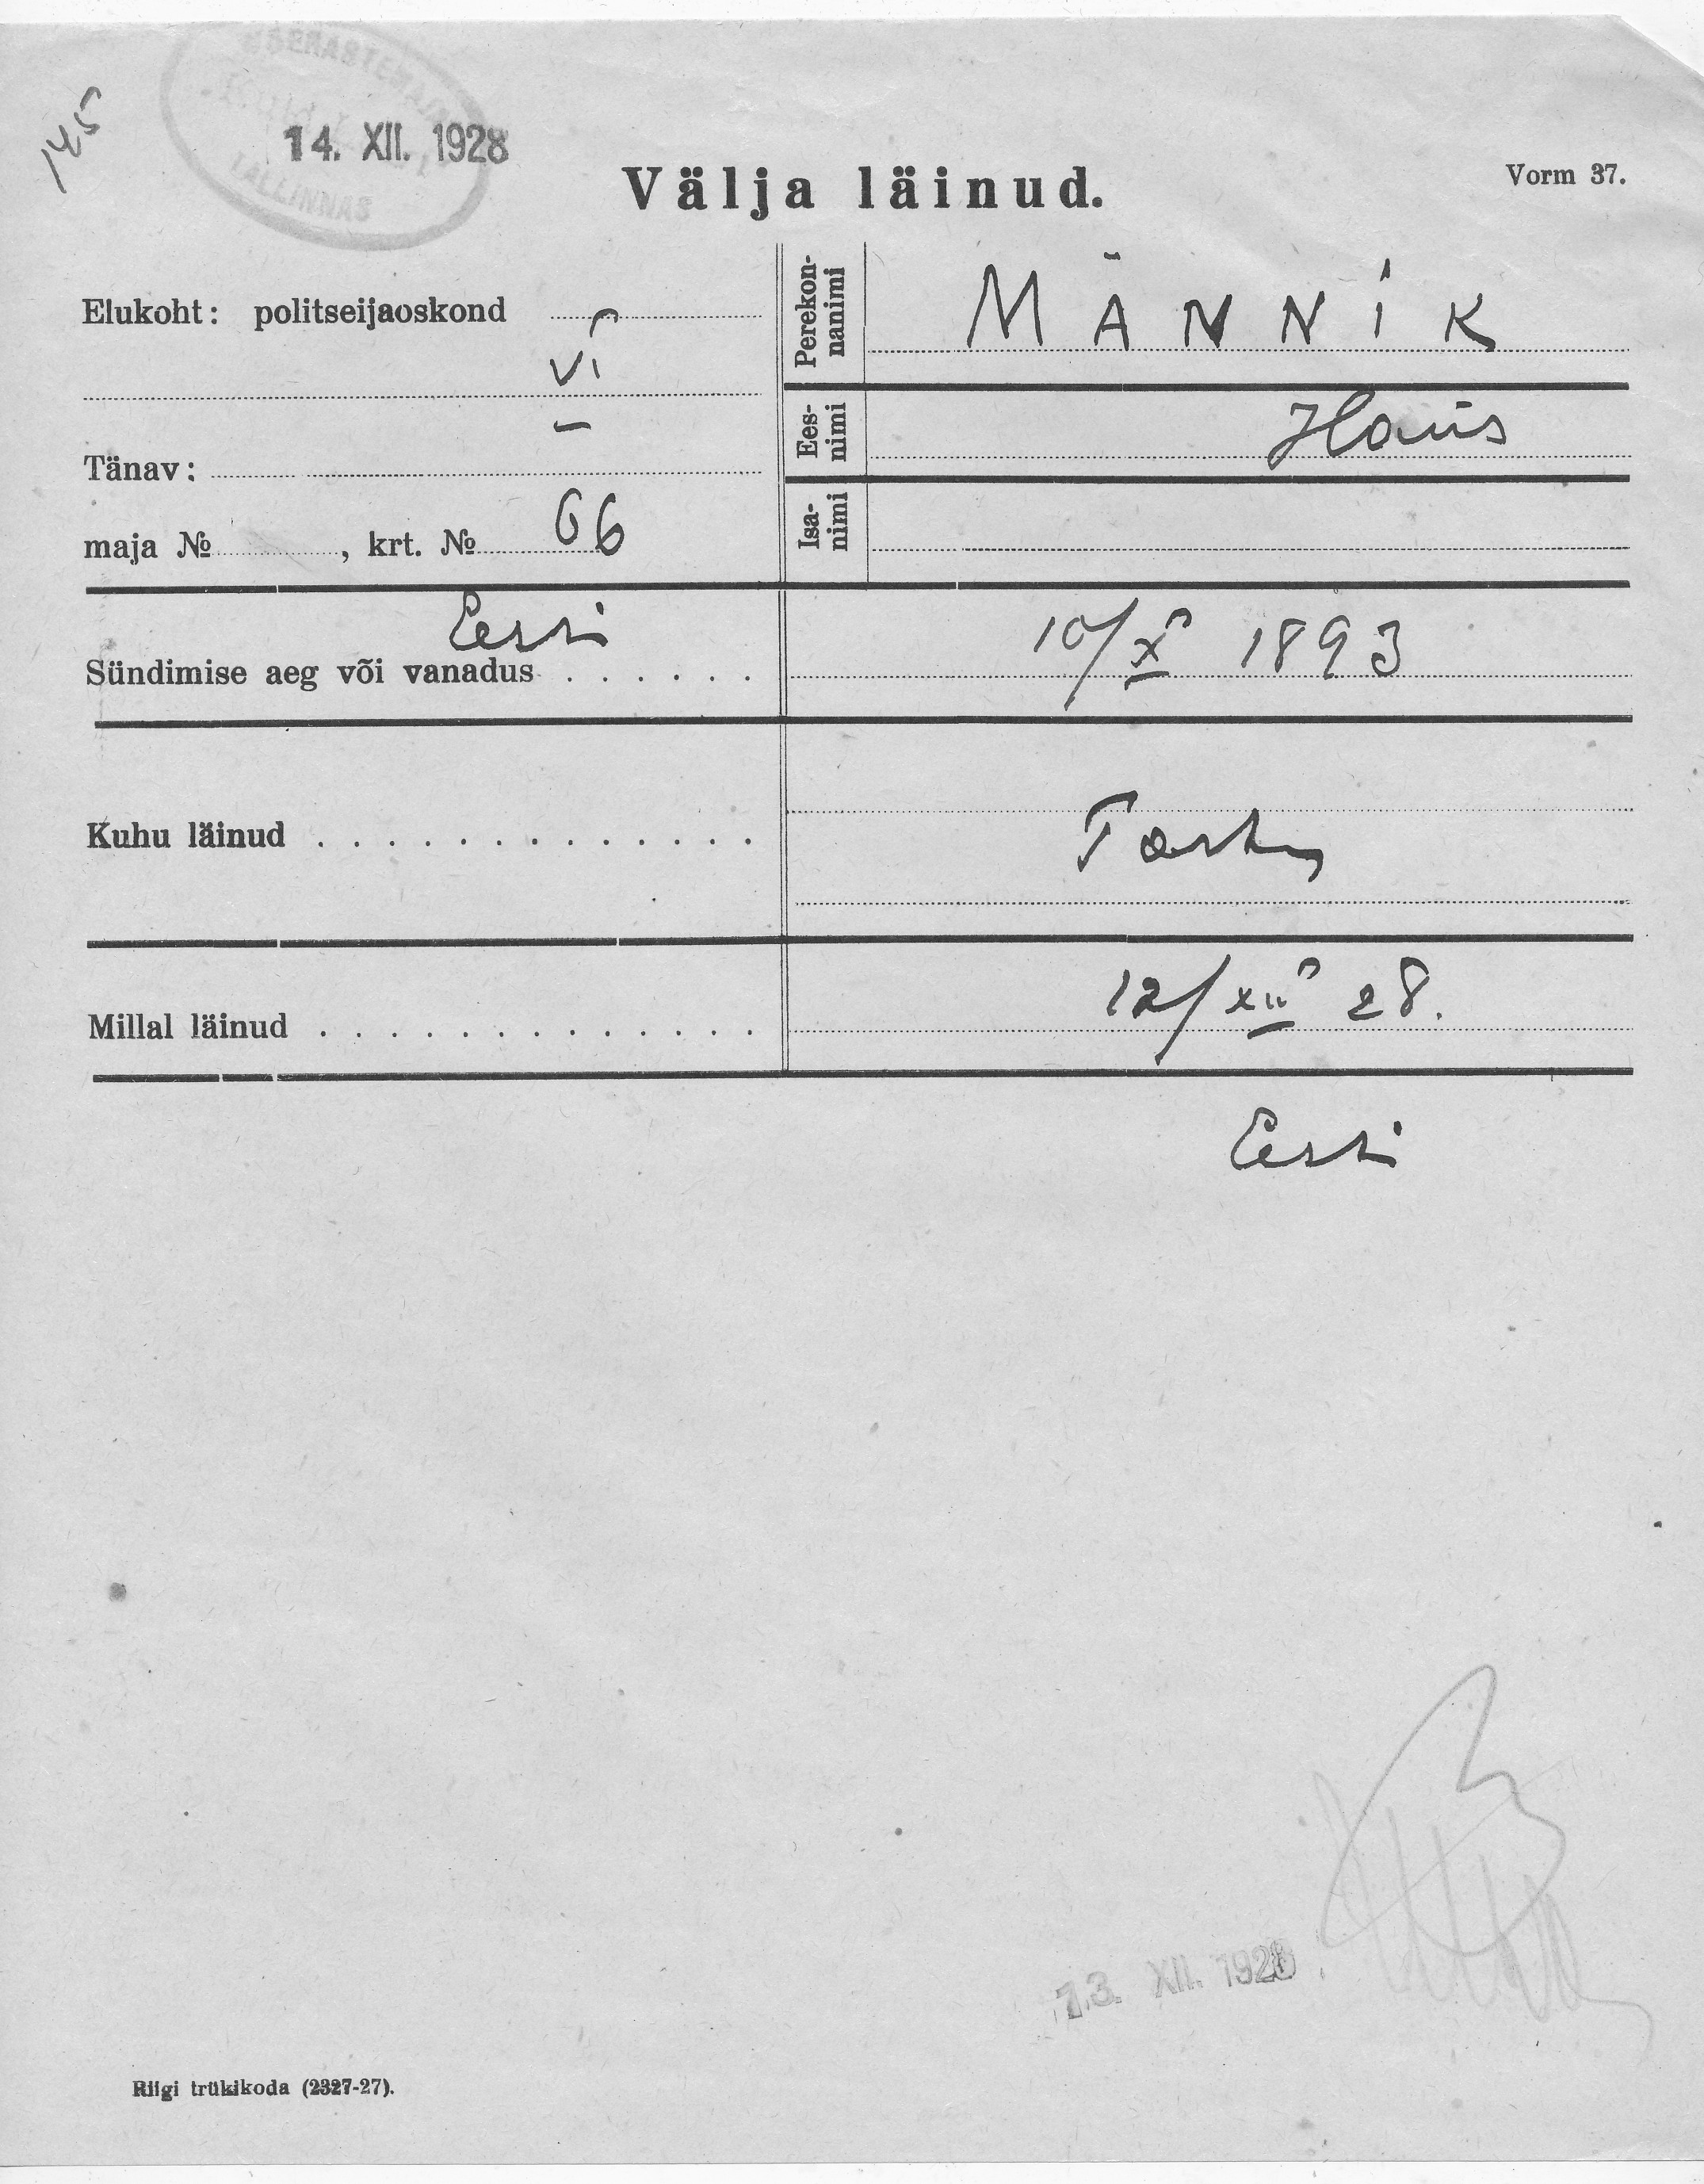 145
14. XII. 1928
TALLINNAS
Välja läinud.
Vorm 37.
Elukoht: politseijaoskond
VI
Tänav:
maja № , krt. № 66
Perekonnanimi MÄNNIK
Eesnimi Hans
Isanimi
Eesti
Sündimise aeg või vanadus 10/X 1893
Kuhu läinud Tartu
Millal läinud 12/XII 28.
Eesti
13. XII. 1928
Riigi trükikoda (2327-27).